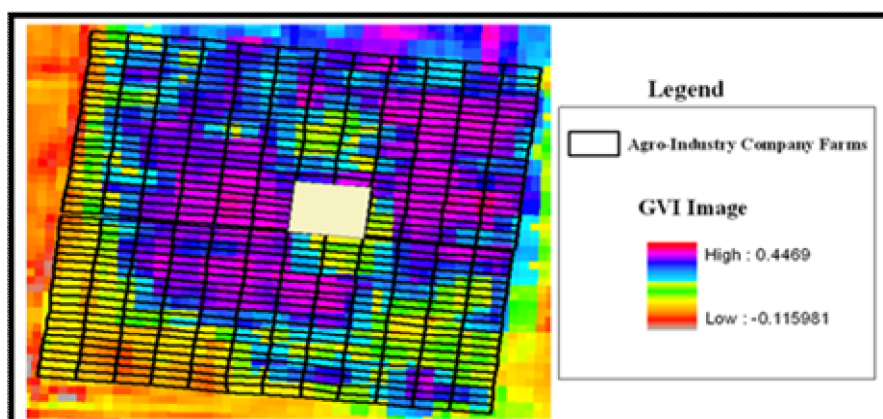 Legend
Agro-Industry Company Farms
GVI Image
High : 0.4469
Low : -0.115981